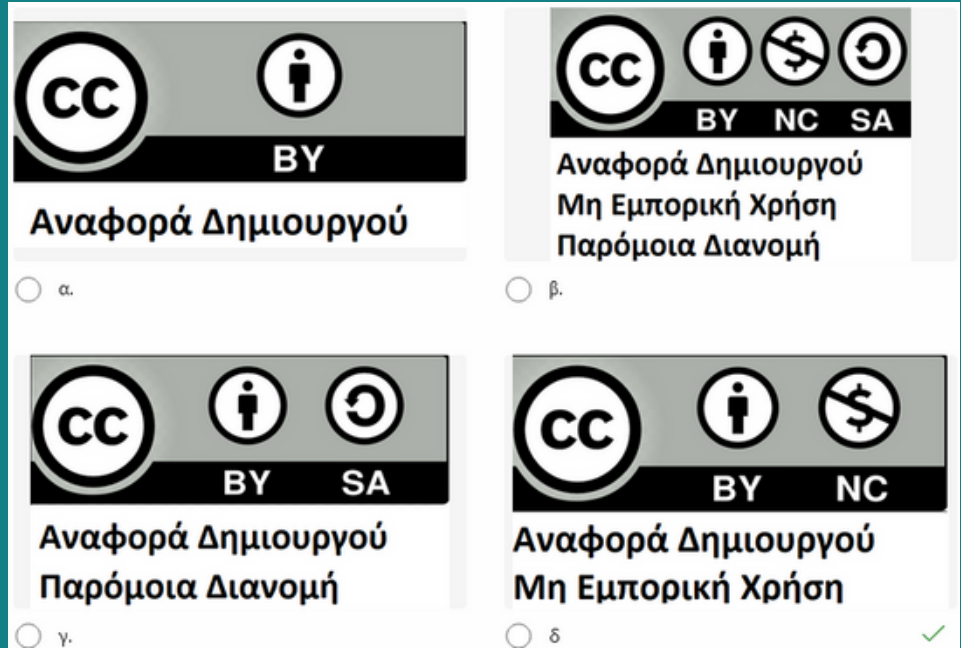 CC BY
Αναφορά Δημιουργού
α.
CC BY NC SA
Αναφορά Δημιουργού
Μη Εμπορική Χρήση
Παρόμοια Διανομή
β.
CC BY SA
Αναφορά Δημιουργού
Παρόμοια Διανομή
γ.
CC BY NC
Αναφορά Δημιουργού
Μη Εμπορική Χρήση
δ